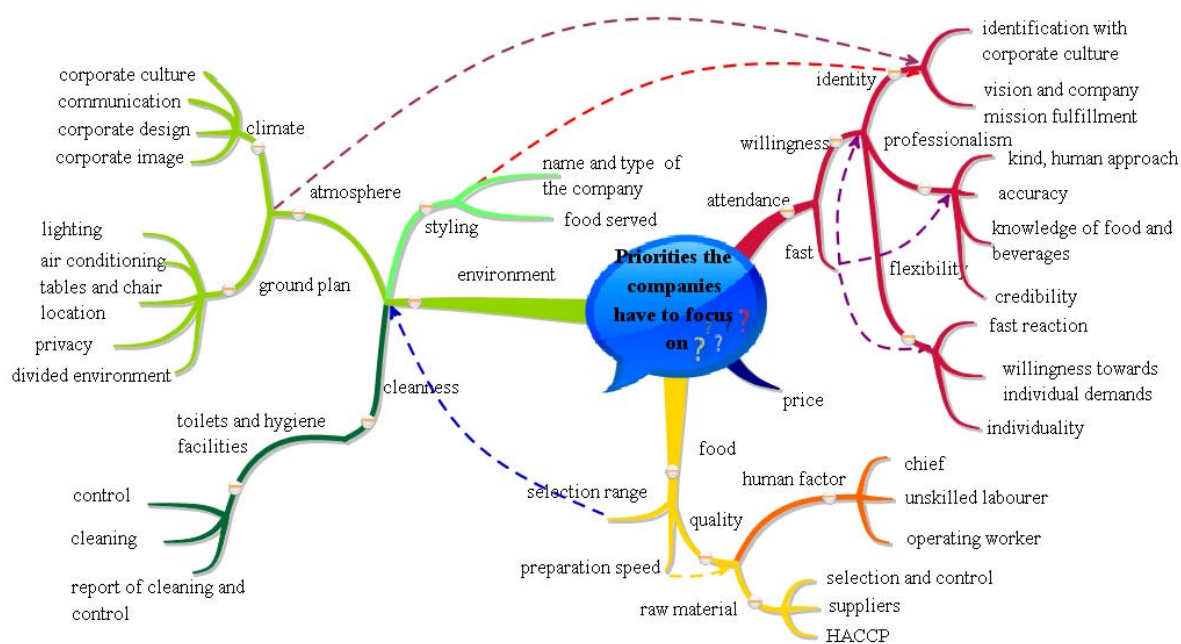 Priorities the
companies
have to focus
on
? ? ? ? ?
environment
atmosphere
climate
corporate culture
communication
corporate design
corporate image
ground plan
lighting
air conditioning
tables and chair
location
privacy
divided environment
styling
name and type of
the company
food served
cleanness
toilets and hygiene
facilities
control
cleaning
report of cleaning and
control
attendance
willingness
identity
identification with
corporate culture
vision and company
mission fulfillment
professionalism
kind, human approach
accuracy
knowledge of food and
beverages
credibility
flexibility
fast reaction
willingness towards
individual demands
individuality
fast
price
food
selection range
quality
human factor
chief
unskilled labourer
operating worker
raw material
selection and control
suppliers
HACCP
preparation speed